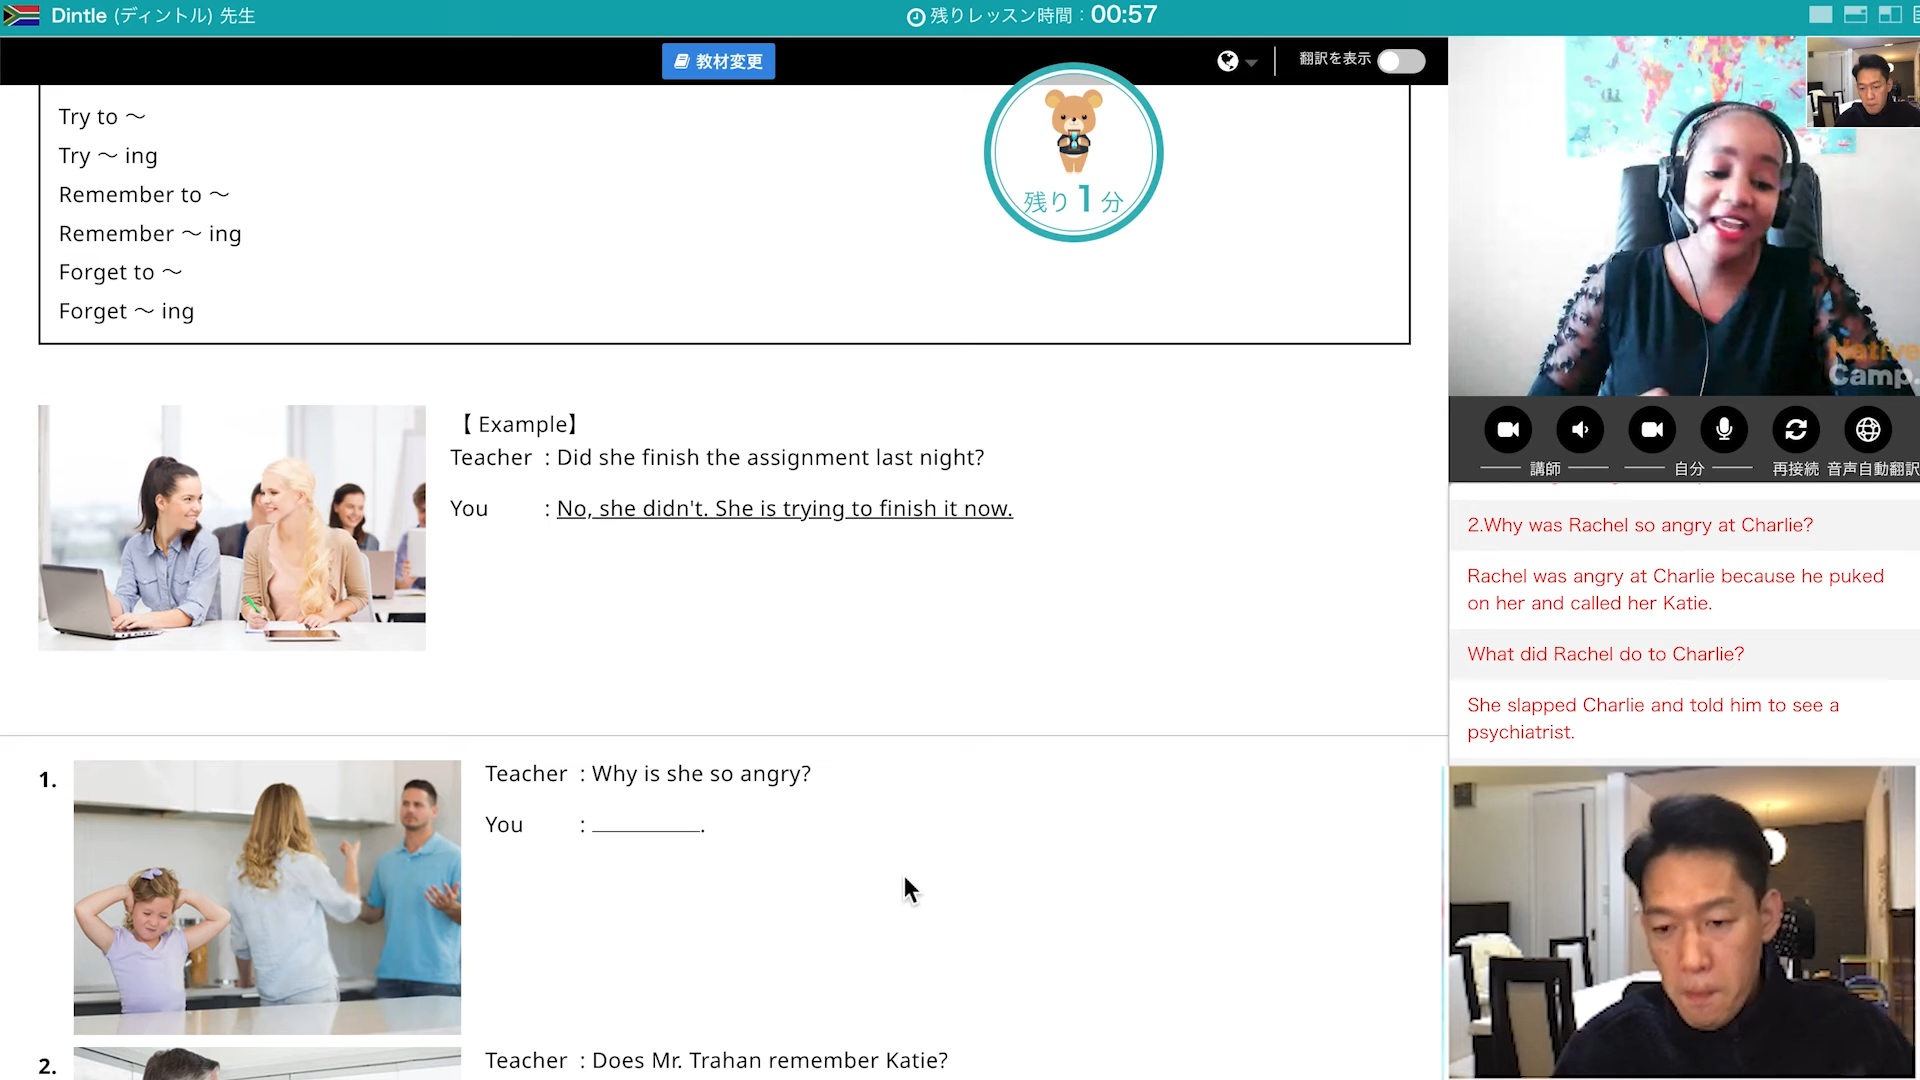 Dintle (ディントル) 先生
残りレッスン時間：00:57
教材変更
翻訳を表示
Try to ～
Try ～ ing
Remember to ～
Remember ～ ing
Forget to ～
Forget ～ ing
残り 1 分
【 Example】
Teacher : Did she finish the assignment last night?
You : No, she didn't. She is trying to finish it now.
1.
Teacher : Why is she so angry?
You : ________.
2.
Teacher : Does Mr. Trahan remember Katie?
Native
Camp.
講師
自分
再接続
音声自動翻訳
2.Why was Rachel so angry at Charlie?
Rachel was angry at Charlie because he puked
on her and called her Katie.
What did Rachel do to Charlie?
She slapped Charlie and told him to see a
psychiatrist.